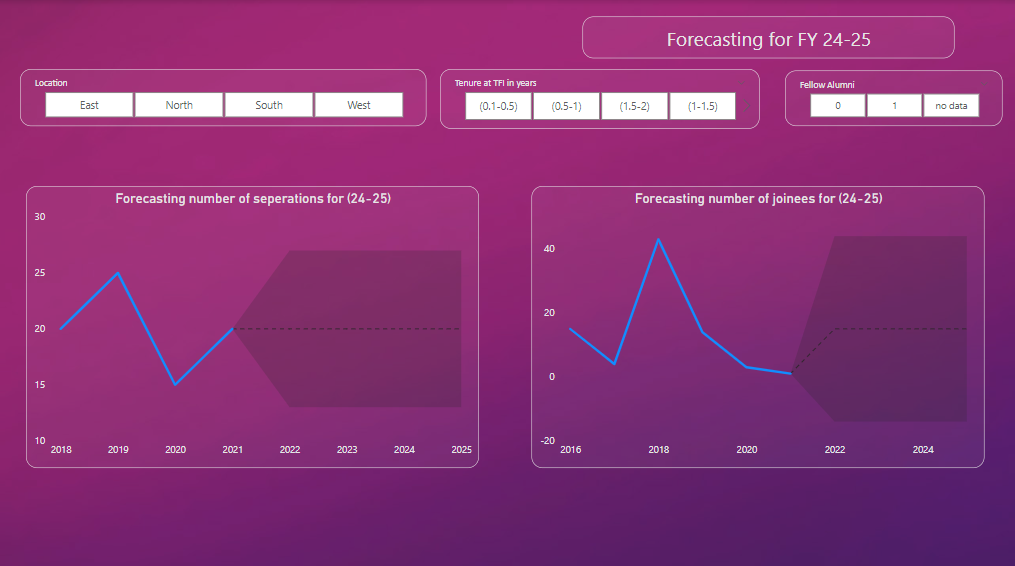 Forecasting for FY 24-25
Location
East North South West
Tenure at TFI in years
(0.1-0.5) (0.5-1) (1.5-2) (1-1.5)
Fellow Alumni
0 1 no data
Forecasting number of seperations for (24-25)
30
25
20
15
10
2018 2019 2020 2021 2022 2023 2024 2025
Forecasting number of joinees for (24-25)
40
20
0
-20
2016 2018 2020 2022 2024